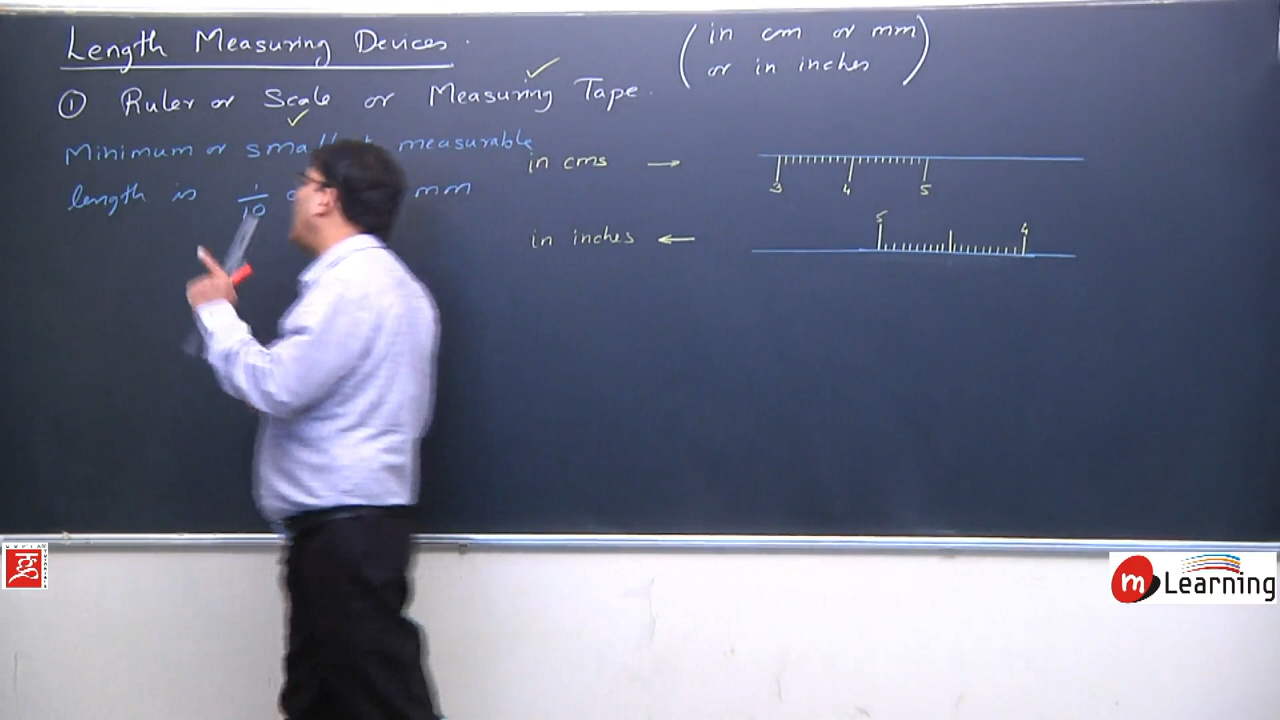 Length Measuring Devices.
(in cm or mm
or in inches)
① Ruler or Scale or Measuring Tape.
Minimum or measurable
length is 1/10 mm
in cms →
3 4 5
in inches ←
5 4
m Learning